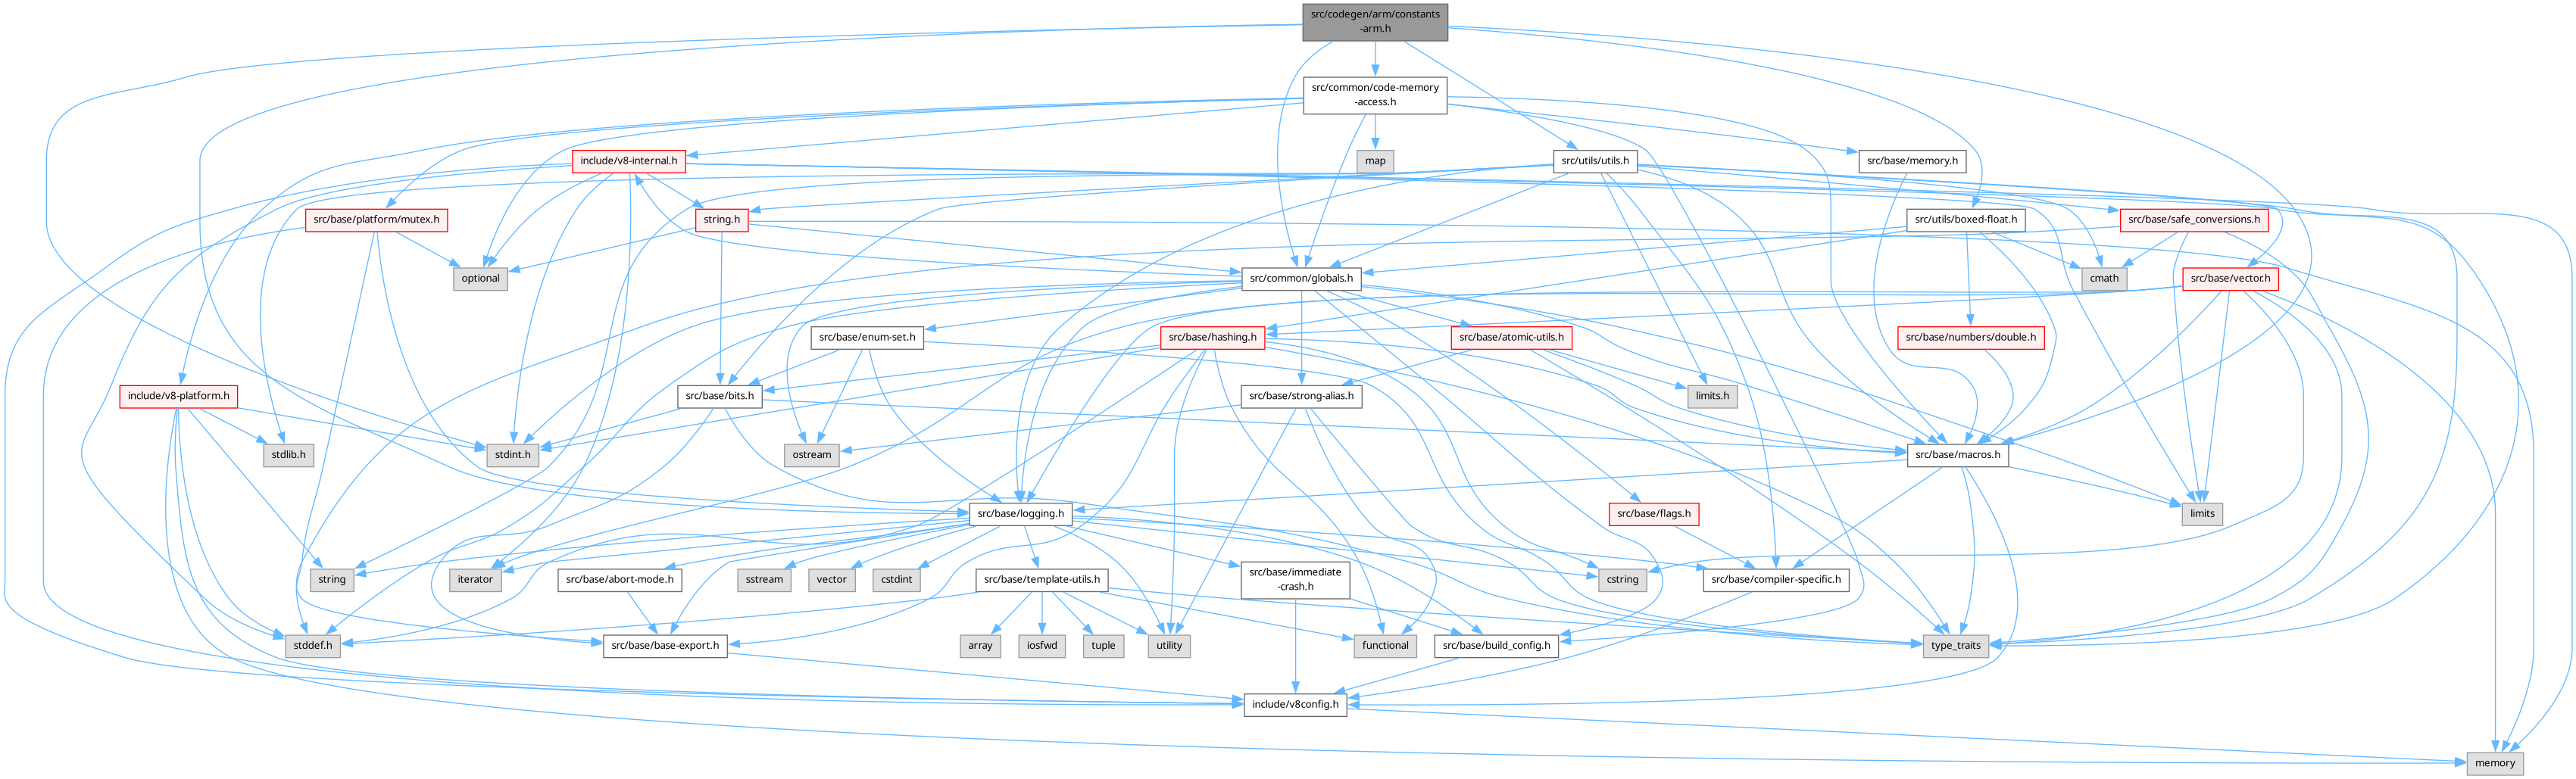 src/codegen/arm/constants
-arm.h
src/common/code-memory
-access.h
include/v8-internal.h
map
src/utils/utils.h
src/base/memory.h
src/base/platform/mutex.h
string.h
src/utils/boxed-float.h
src/base/safe_conversions.h
optional
src/common/globals.h
cmath
src/base/vector.h
src/base/enum-set.h
src/base/hashing.h
src/base/atomic-utils.h
src/base/numbers/double.h
include/v8-platform.h
src/base/bits.h
src/base/strong-alias.h
limits.h
stdlib.h
stdint.h
ostream
src/base/macros.h
src/base/logging.h
src/base/flags.h
limits
string
iterator
src/base/abort-mode.h
sstream
vector
cstdint
src/base/template-utils.h
src/base/immediate
-crash.h
cstring
src/base/compiler-specific.h
stddef.h
src/base/base-export.h
array
iosfwd
tuple
utility
functional
src/base/build_config.h
type_traits
include/v8config.h
memory